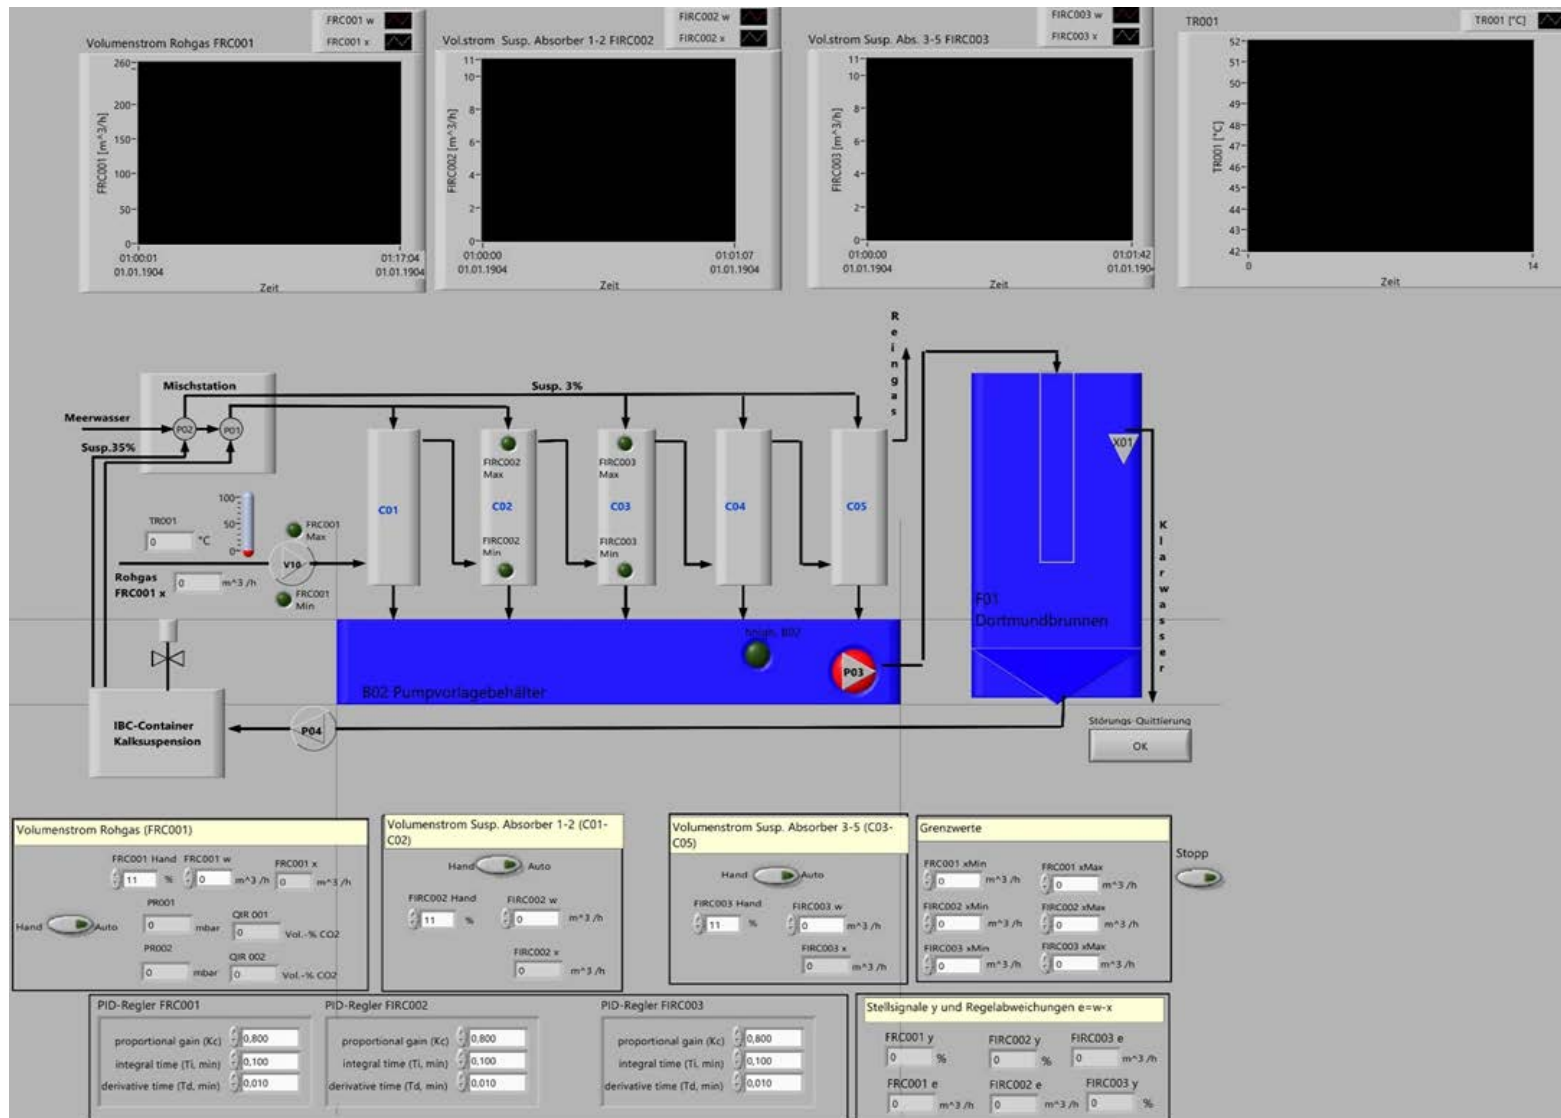 FRC001 w
Volumenstrom Rohgas FRC001
FRC001 x
260
200
150
100
50
0
FRC001 [m^3/h]
01:00:01
01.01.1904
01:17:04
01.01.1904
Zeit
FIRC002 w
Vol.strom Susp. Absorber 1-2 FIRC002
FIRC002 x
11
10
8
6
4
2
0
FIRC002 [m^3/h]
01:00:00
01.01.1904
01:01:07
01.01.1904
Zeit
FIRC003 w
Vol.strom Susp. Abs. 3-5 FIRC003
FIRC003 x
11
10
8
6
4
2
0
FIRC003 [m^3/h]
01:00:00
01.01.1904
01:01:42
01.01.190
Zeit
TR001
TR001 [°C]
52
51
50
49
48
47
46
45
44
43
42
TR001 [°C]
0
14
Zeit
Mischstation
Meerwasser
P02
P01
Susp.35%
Susp. 3%
Reingas
C01
FIRC002
Max
C02
FIRC002
Min
FIRC003
Max
C03
FIRC003
Min
C04
C05
X01
F01
Dortmundbrunnen
Klarwasser
100
50
0
TR001
0 °C
FRC001
Max
V10
FRC001
Min
Rohgas
FRC001 x
0 m^3 /h
B02
P03
B02 Pumpvorlagebehälter
IBC-Container
Kalksuspension
P04
Störungs-Quittierung
OK
Volumenstrom Rohgas (FRC001)
FRC001 Hand FRC001 w FRC001 x
11 % 0 m^3 /h 0 m^3 /h
Hand Auto
PR001
0 mbar
QIR 001
0 Vol.-% CO2
PR002
0 mbar
QIR 002
0 Vol.-% CO2
Volumenstrom Susp. Absorber 1-2 (C01-
C02)
Hand Auto
FIRC002 Hand FIRC002 w
11 % 0 m^3 /h
FIRC002 x
0 m^3 /h
Volumenstrom Susp. Absorber 3-5 (C03-
C05)
Hand Auto
FIRC003 Hand FIRC003 w
11 % 0 m^3 /h
FIRC003 x
0 m^3 /h
Grenzwerte
FRC001 xMin FRC001 xMax
0 m^3 /h 0 m^3 /h
FIRC002 xMin FIRC002 xMax
0 m^3 /h 0 m^3 /h
FIRC003 xMin FIRC003 xMax
0 m^3 /h 0 m^3 /h
Stopp
PID-Regler FRC001
proportional gain (Kc) 0,800
integral time (Ti, min) 0,100
derivative time (Td, min) 0,010
PID-Regler FIRC002
proportional gain (Kc) 0,800
integral time (Ti, min) 0,100
derivative time (Td, min) 0,010
PID-Regler FIRC003
proportional gain (Kc) 0,800
integral time (Ti, min) 0,100
derivative time (Td, min) 0,010
Stellsignale y und Regelabweichungen e=w-x
FRC001 y FIRC002 y FIRC003 e
0 % 0 % 0 m^3 /h
FRC001 e FIRC002 e FIRC003 y
0 m^3 /h 0 m^3 /h 0 %